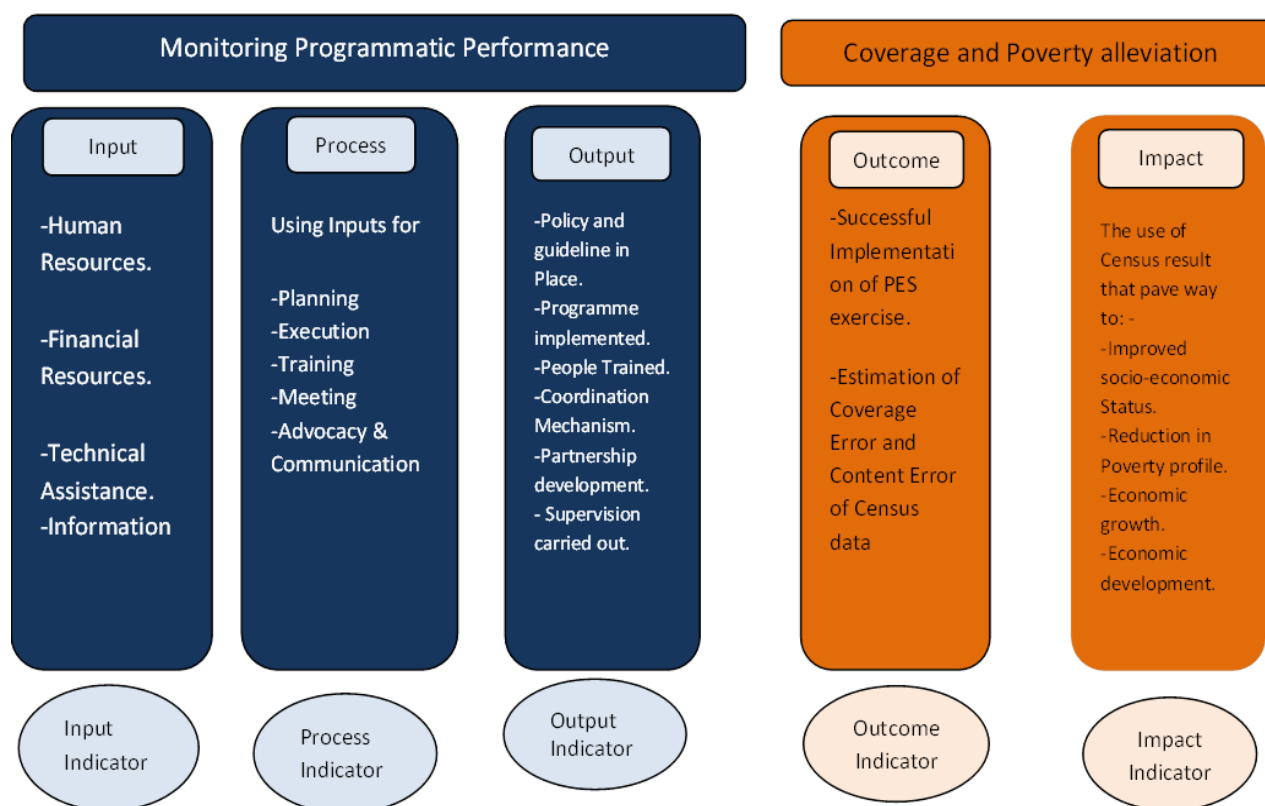 Monitoring Programmatic Performance
Coverage and Poverty alleviation
Input
-Human
Resources.
-Financial
Resources.
-Technical
Assistance.
-Information
Process
Using Inputs for
-Planning
-Execution
-Training
-Meeting
-Advocacy &
Communication
Output
-Policy and
guideline in
Place.
-Programme
implemented.
-People Trained.
-Coordination
Mechanism.
-Partnership
development.
- Supervision
carried out.
Outcome
-Successful
Implementati
on of PES
exercise.
-Estimation of
Coverage
Error and
Content Error
of Census
data
Impact
The use of
Census result
that pave way
to: -
-Improved
socio-economic
Status.
-Reduction in
Poverty profile.
-Economic
growth.
-Economic
development.
Input
Indicator
Process
Indicator
Output
Indicator
Outcome
Indicator
Impact
Indicator